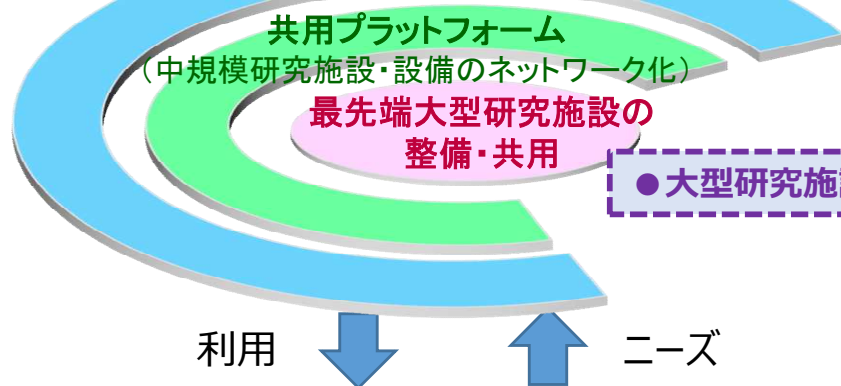 共用プラットフォーム
（中規模研究施設・設備のネットワーク化）
最先端大型研究施設の
整備・共用
●大型研究施
利用
ニーズ